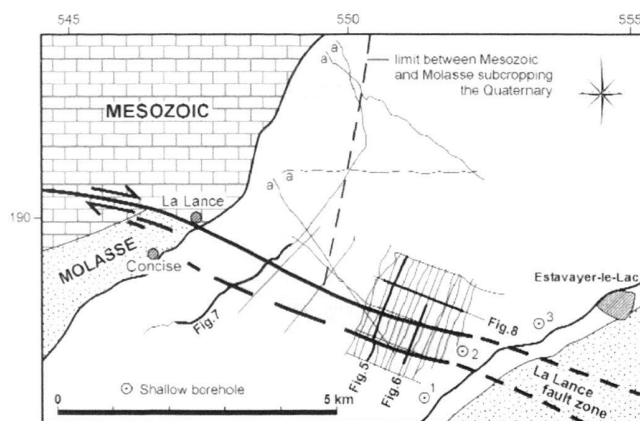 545
550
555
a
a
limit between Mesozoic
and Molasse subcropping
the Quaternary
MESOZOIC
a
a
La Lance
190
MOLASSE
Concise
Estavayer-le-Lac
Fig.7
Fig.8
3
2
Fig.5
Fig.6
1
La Lance
fault zone
Shallow borehole
0
5 km